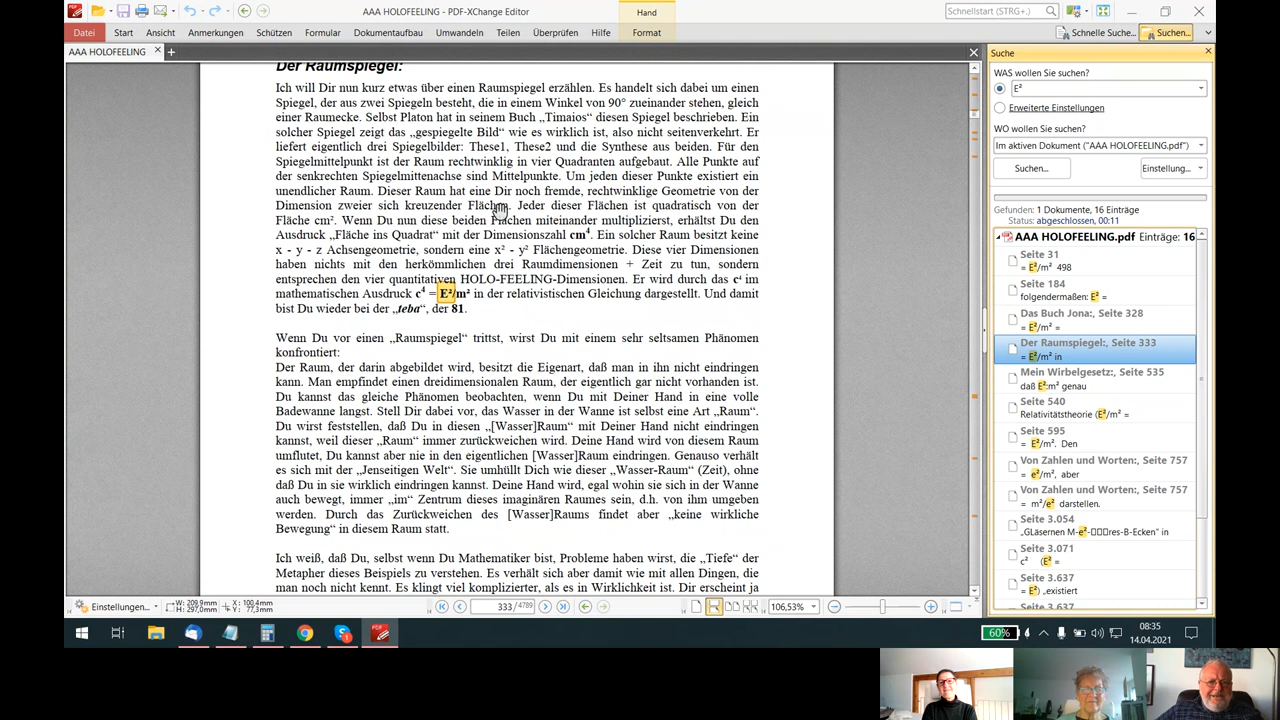 AAA HOLOFEELING - PDF-XChange Editor
Hand
Schnellstart (STRG+.)
Datei Start Ansicht Anmerkungen Schützen Formular Dokumentaufbau Umwandeln Teilen Überprüfen Hilfe Format
Schnelle Suche... Suchen...
AAA HOLOFEELING
Der Raumspiegel:
Ich will Dir nun kurz etwas über einen Raumspiegel erzählen. Es handelt sich dabei um einen
Spiegel, der aus zwei Spiegeln besteht, die in einem Winkel von 90° zueinander stehen, gleich
einer Raumecke. Selbst Platon hat in seinem Buch „Timaios“ diesen Spiegel beschrieben. Ein
solcher Spiegel zeigt das „gespiegelte Bild“ wie es wirklich ist, also nicht seitenverkehrt. Er
liefert eigentlich drei Spiegelbilder: These1, These2 und die Synthese aus beiden. Für den
Spiegelmittelpunkt ist der Raum rechtwinklig in vier Quadranten aufgebaut. Alle Punkte auf
der senkrechten Spiegelmittenachse sind Mittelpunkte. Um jeden dieser Punkte existiert ein
unendlicher Raum. Dieser Raum hat eine Dir noch fremde, rechtwinklige Geometrie von der
Dimension zweier sich kreuzender Flächen. Jeder dieser Flächen ist quadratisch von der
Fläche cm². Wenn Du nun diese beiden Flächen miteinander multiplizierst, erhältst Du den
Ausdruck „Fläche ins Quadrat“ mit der Dimensionszahl cm⁴. Ein solcher Raum besitzt keine
x - y - z Achsengeometrie, sondern eine x² - y² Flächengeometrie. Diese vier Dimensionen
haben nichts mit den herkömmlichen drei Raumdimensionen + Zeit zu tun, sondern
entsprechen den vier quantitativen HOLO-FEELING-Dimensionen. Er wird durch das c⁴ im
mathematischen Ausdruck c⁴ = E²/m² in der relativistischen Gleichung dargestellt. Und damit
bist Du wieder bei der „teba“, der 81.
Wenn Du vor einen „Raumspiegel“ trittst, wirst Du mit einem sehr seltsamen Phänomen
konfrontiert:
Der Raum, der darin abgebildet wird, besitzt die Eigenart, daß man in ihn nicht eindringen
kann. Man empfindet einen dreidimensionalen Raum, der eigentlich gar nicht vorhanden ist.
Du kannst das gleiche Phänomen beobachten, wenn Du mit Deiner Hand in eine volle
Badewanne langst. Stell Dir dabei vor, das Wasser in der Wanne ist selbst eine Art „Raum“.
Du wirst feststellen, daß Du in diesen „[Wasser]Raum“ mit Deiner Hand nicht eindringen
kannst, weil dieser „Raum“ immer zurückweichen wird. Deine Hand wird von diesem Raum
umflutet, Du kannst aber nie in den eigentlichen [Wasser]Raum eindringen. Genauso verhält
es sich mit der „Jenseitigen Welt“. Sie umhüllt Dich wie dieser „Wasser-Raum“ (Zeit), ohne
daß Du in sie wirklich eindringen kannst. Deine Hand wird, egal wohin sie sich in der Wanne
auch bewegt, immer „im“ Zentrum dieses imaginären Raumes sein, d.h. von ihm umgeben
werden. Durch das Zurückweichen des [Wasser]Raums findet aber „keine wirkliche
Bewegung“ in diesem Raum statt.
Ich weiß, daß Du, selbst wenn Du Mathematiker bist, Probleme haben wirst, die „Tiefe“ der
Metapher dieses Beispiels zu verstehen. Es verhält sich aber damit wie mit allen Dingen, die
man noch nicht kennt. Es klingt viel komplizierter, als es in Wirklichkeit ist. Dir erscheint ja
Suche
WAS wollen Sie suchen?
E²
Erweiterte Einstellungen
WO wollen Sie suchen?
Im aktiven Dokument ("AAA HOLOFEELING.pdf")
Suchen... Einstellung...
Gefunden: 1 Dokumente, 16 Einträge
Status: abgeschlossen, 00:11
AAA HOLOFEELING.pdf Einträge: 16
Seite 31
= E²/m² 498
Seite 184
folgendermaßen: E² =
Das Buch Jona:, Seite 328
= E²/m² =
Der Raumspiegel:, Seite 333
= E²/m² in
Mein Wirbelgesetz:, Seite 535
daß E²:m² genau
Seite 540
Relativitätstheorie (E²/m² =
Seite 595
= E²/m². Den
Von Zahlen und Worten:, Seite 757
= e²/m², aber
Von Zahlen und Worten:, Seite 757
= m²/e² darstellen.
Seite 3.054
„GLäsernen M-e²-□□□res-B-Ecken“ in
Seite 3.071
c² (E² =
Seite 3.637
= E²) „existiert
Seite 3.637
Einstellungen... W: 209,9mm H: 297,0mm X: 100,4mm Y: 77,3mm 333 / 4789 106,53%
60% 08:35
14.04.2021